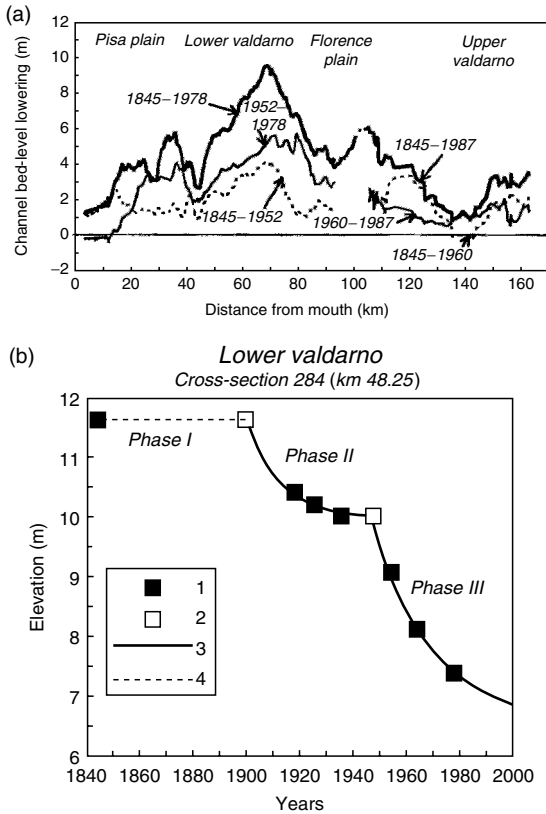 (a)
12
10
8
6
4
2
0
−2
Channel bed-level lowering (m)
Pisa plain
Lower valdarno
Florence
plain
Upper
valdarno
1845–1978
1952–
1978
1845–1987
1845–1952
1960–1987
1845–1960
0 20 40 60 80 100 120 140 160
Distance from mouth (km)
(b)
Lower valdarno
Cross-section 284 (km 48.25)
12
11
10
9
8
7
6
Elevation (m)
Phase I
Phase II
Phase III
1
2
3
4
1840 1860 1880 1900 1920 1940 1960 1980 2000
Years